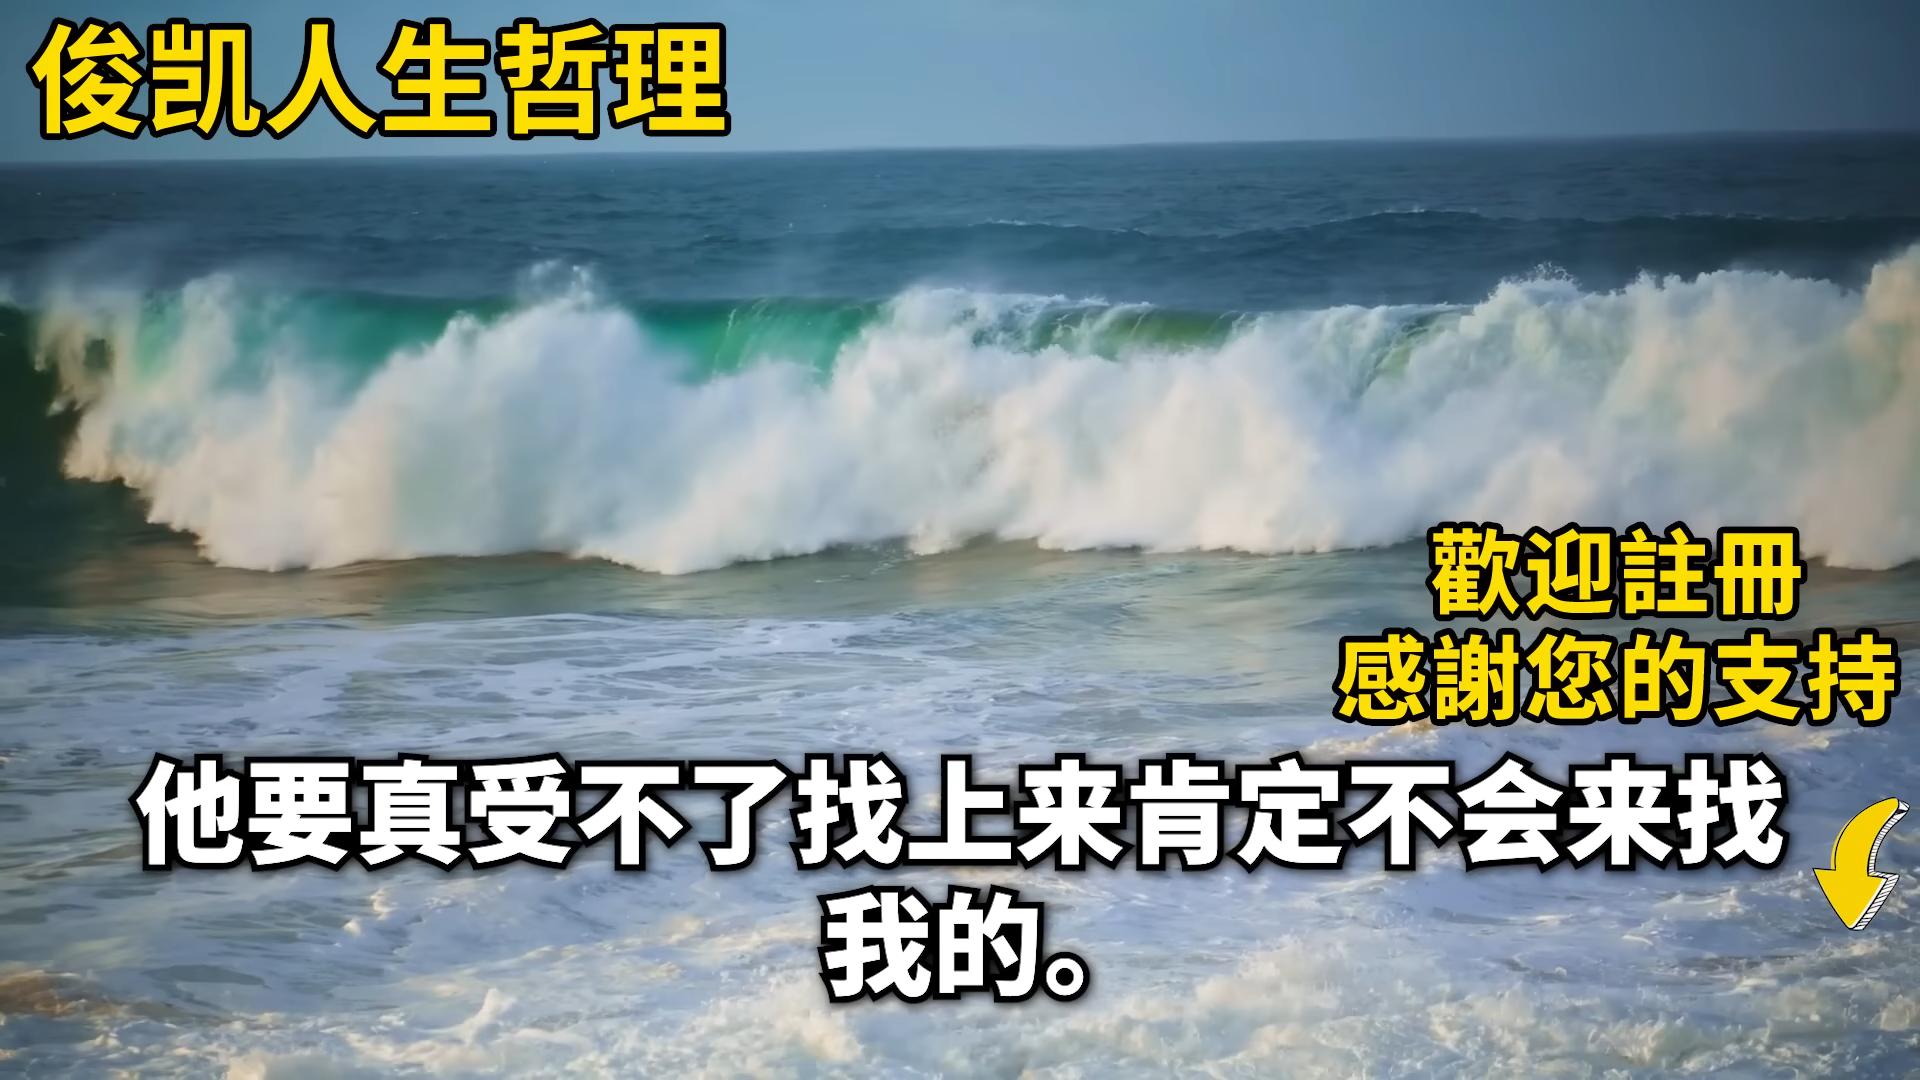 俊凯人生哲理
歡迎註冊
感謝您的支持
他要真受不了找上来肯定不会来找
我的。